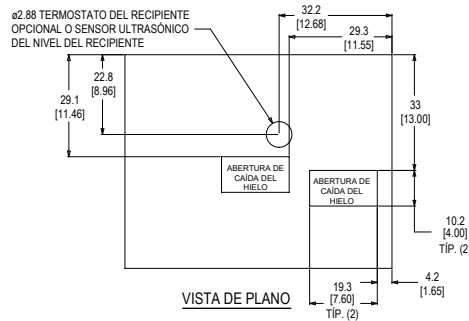 ø2.88 TERMOSTATO DEL RECIPIENTE
OPCIONAL O SENSOR ULTRASÓNICO
DEL NIVEL DEL RECIPIENTE
32.2
[12.68]
29.3
[11.55]
22.8
[8.96]
29.1
[11.46]
33
[13.00]
ABERTURA DE
CAÍDA DEL
HIELO
ABERTURA DE
CAÍDA DEL
HIELO
10.2
[4.00]
TÍP. (2)
19.3
[7.60]
TÍP. (2)
4.2
[1.65]
VISTA DE PLANO